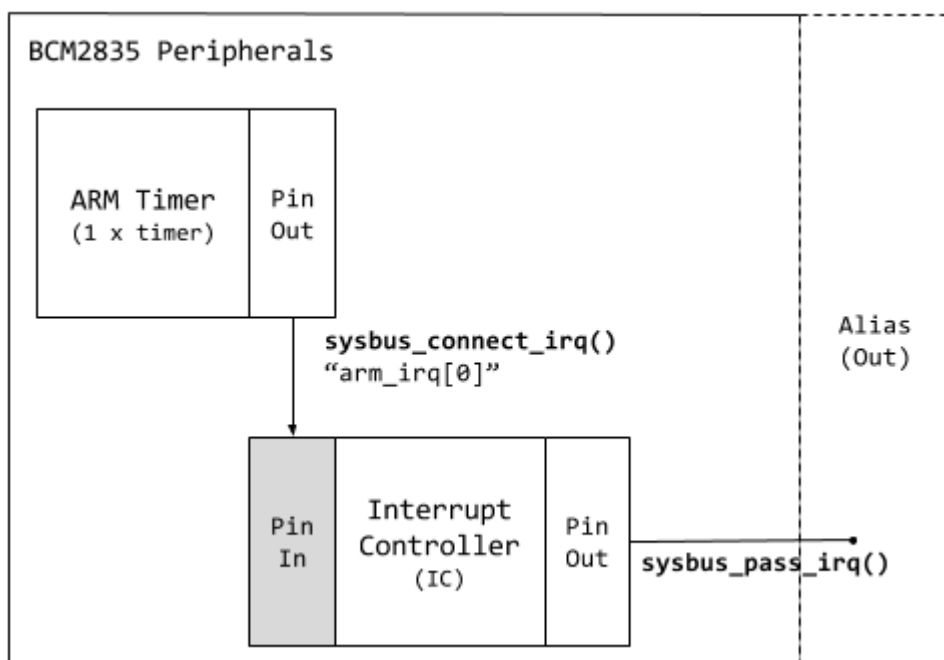 BCM2835 Peripherals
ARM Timer
(1 x timer)
Pin
Out
sysbus_connect_irq()
“arm_irq[0]”
Alias
(Out)
Pin
In
Interrupt
Controller
(IC)
Pin
Out
sysbus_pass_irq()